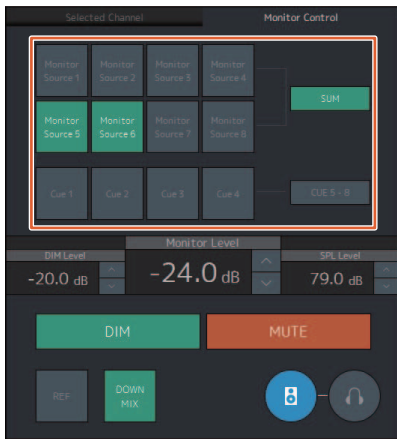 Selected Channel
Monitor Control
Monitor Source 1
Monitor Source 2
Monitor Source 3
Monitor Source 4
SUM
Monitor Source 5
Monitor Source 6
Monitor Source 7
Monitor Source 8
Cue 1
Cue 2
Cue 3
Cue 4
CUE 5 - 8
Monitor Level
DIM Level
SPL Level
-20.0 dB
-24.0 dB
79.0 dB
DIM
MUTE
REF
DOWN
MIX